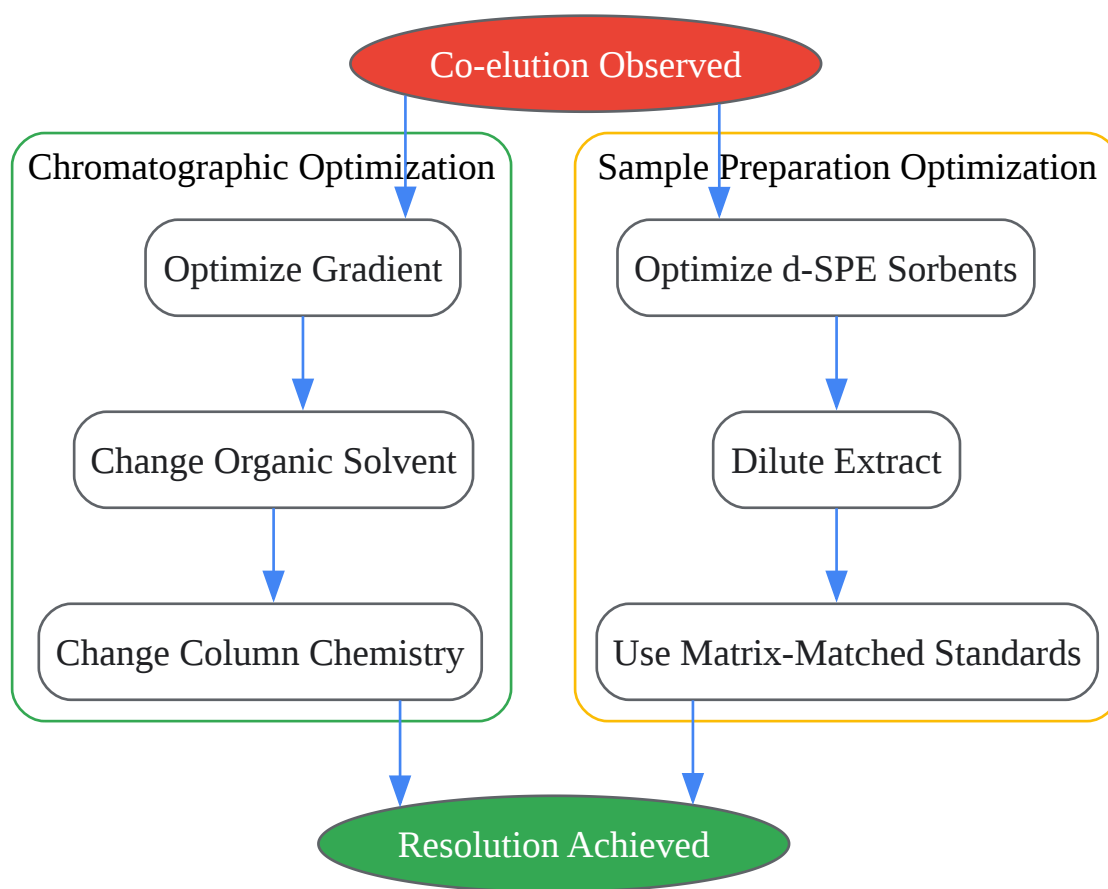 Co-elution Observed
Chromatographic Optimization
Optimize Gradient
Change Organic Solvent
Change Column Chemistry
Sample Preparation Optimization
Optimize d-SPE Sorbents
Dilute Extract
Use Matrix-Matched Standards
Resolution Achieved